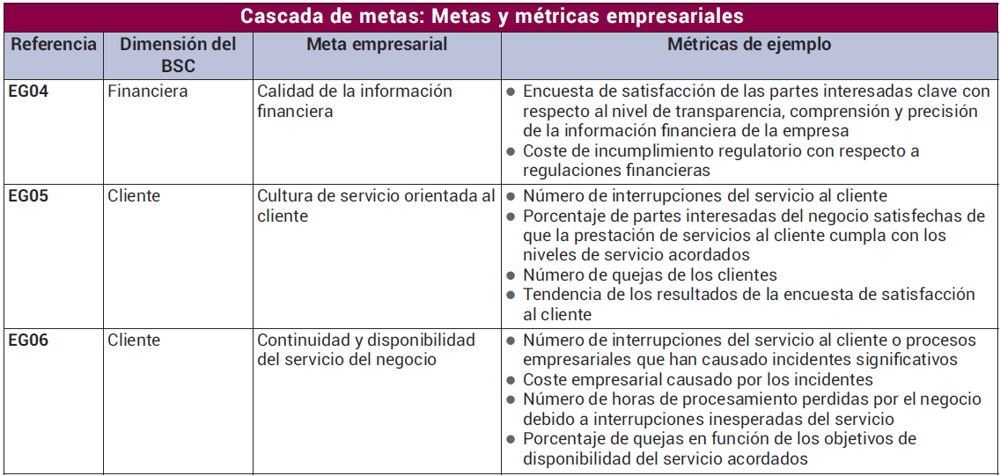 Cascada de metas: Metas y métricas empresariales
Referencia
Dimensión del
BSC
Meta empresarial
Métricas de ejemplo
EG04
Financiera
Calidad de la información
financiera
● Encuesta de satisfacción de las partes interesadas clave con
respecto al nivel de transparencia, comprensión y precisión
de la información financiera de la empresa
● Coste de incumplimiento regulatorio con respecto a
regulaciones financieras
EG05
Cliente
Cultura de servicio orientada al
cliente
● Número de interrupciones del servicio al cliente
● Porcentaje de partes interesadas del negocio satisfechas de
que la prestación de servicios al cliente cumpla con los
niveles de servicio acordados
● Número de quejas de los clientes
● Tendencia de los resultados de la encuesta de satisfacción
al cliente
EG06
Cliente
Continuidad y disponibilidad
del servicio del negocio
● Número de interrupciones del servicio al cliente o procesos
empresariales que han causado incidentes significativos
● Coste empresarial causado por los incidentes
● Número de horas de procesamiento perdidas por el negocio
debido a interrupciones inesperadas del servicio
● Porcentaje de quejas en función de los objetivos de
disponibilidad del servicio acordados